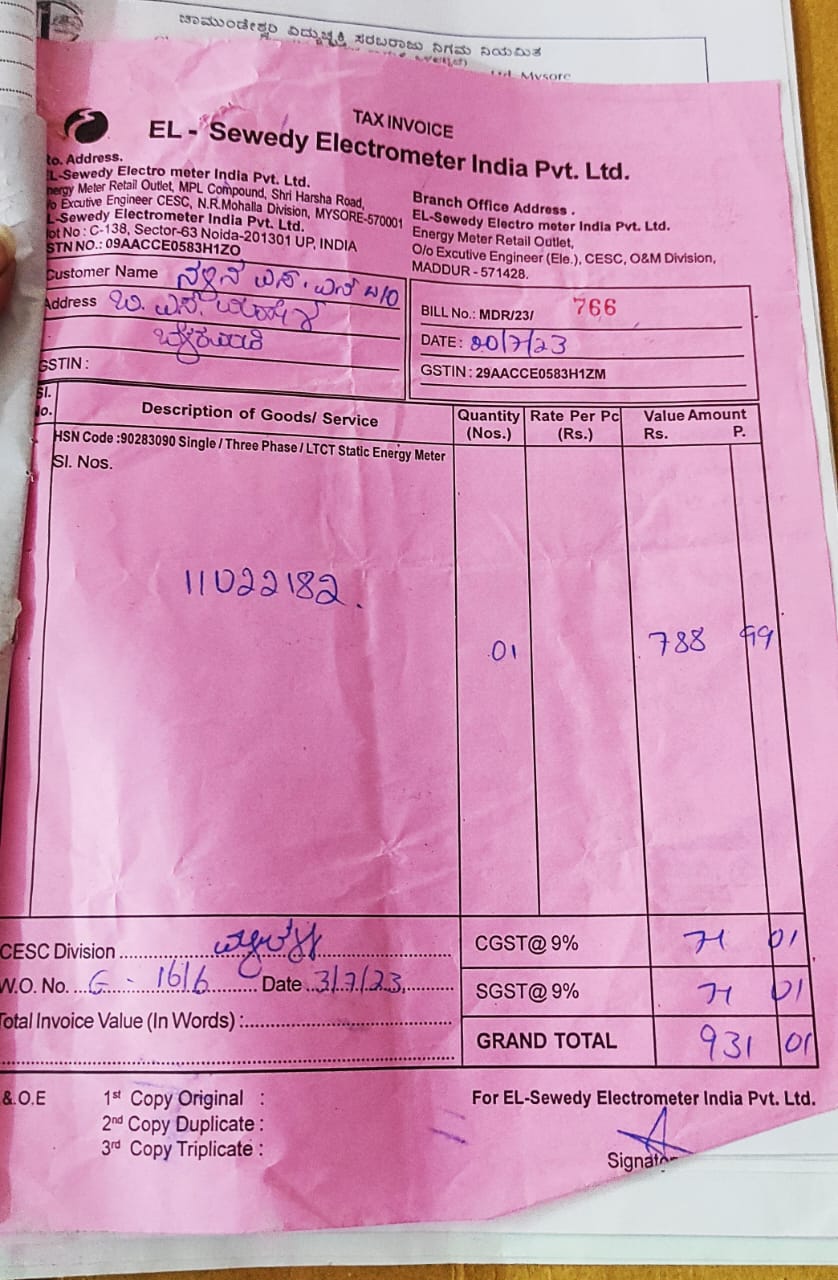 ಚಾಮುಂಡೇಶ್ವರಿ ವಿದ್ಯುಚ್ಛಕ್ತಿ ಸರಬರಾಜು ನಿಗಮ ನಿಯಮಿತ
Mysore
TAX INVOICE
EL - Sewedy Electrometer India Pvt. Ltd.
to. Address.
L-Sewedy Electro meter India Pvt. Ltd.
nergy Meter Retail Outlet, MPL Compound, Shri Harsha Road,
/o Excutive Engineer CESC, N.R.Mohalla Division, MYSORE-570001
L-Sewedy Electrometer India Pvt. Ltd.
lot No : C-138, Sector-63 Noida-201301 UP, INDIA
STN NO.: 09AACCE0583H1ZO
Branch Office Address .
EL-Sewedy Electro meter India Pvt. Ltd.
Energy Meter Retail Outlet,
O/o Excutive Engineer (Ele.), CESC, O&M Division,
MADDUR - 571428.
Customer Name ನಳಿನಿ ಎಸ್. ಎನ್ W/O
Address ಬಿ. ಎಸ್.
GSTIN :
BILL No.: MDR/23/ 766
DATE : 20/7/23
GSTIN : 29AACCE0583H1ZM
Sl. No. Description of Goods/ Service Quantity (Nos.) Rate Per Pc (Rs.) Value Amount Rs. P.
HSN Code :90283090 Single / Three Phase / LTCT Static Energy Meter
Sl. Nos.
11022182.
01 788 99
CESC Division
W.O. No. G - 1616 Date 3/7/23,
Total Invoice Value (In Words) :
CGST@ 9% 71 01
SGST@ 9% 71 01
GRAND TOTAL 931 01
&.O.E
1st Copy Original :
2nd Copy Duplicate :
3rd Copy Triplicate :
For EL-Sewedy Electrometer India Pvt. Ltd.
Signator